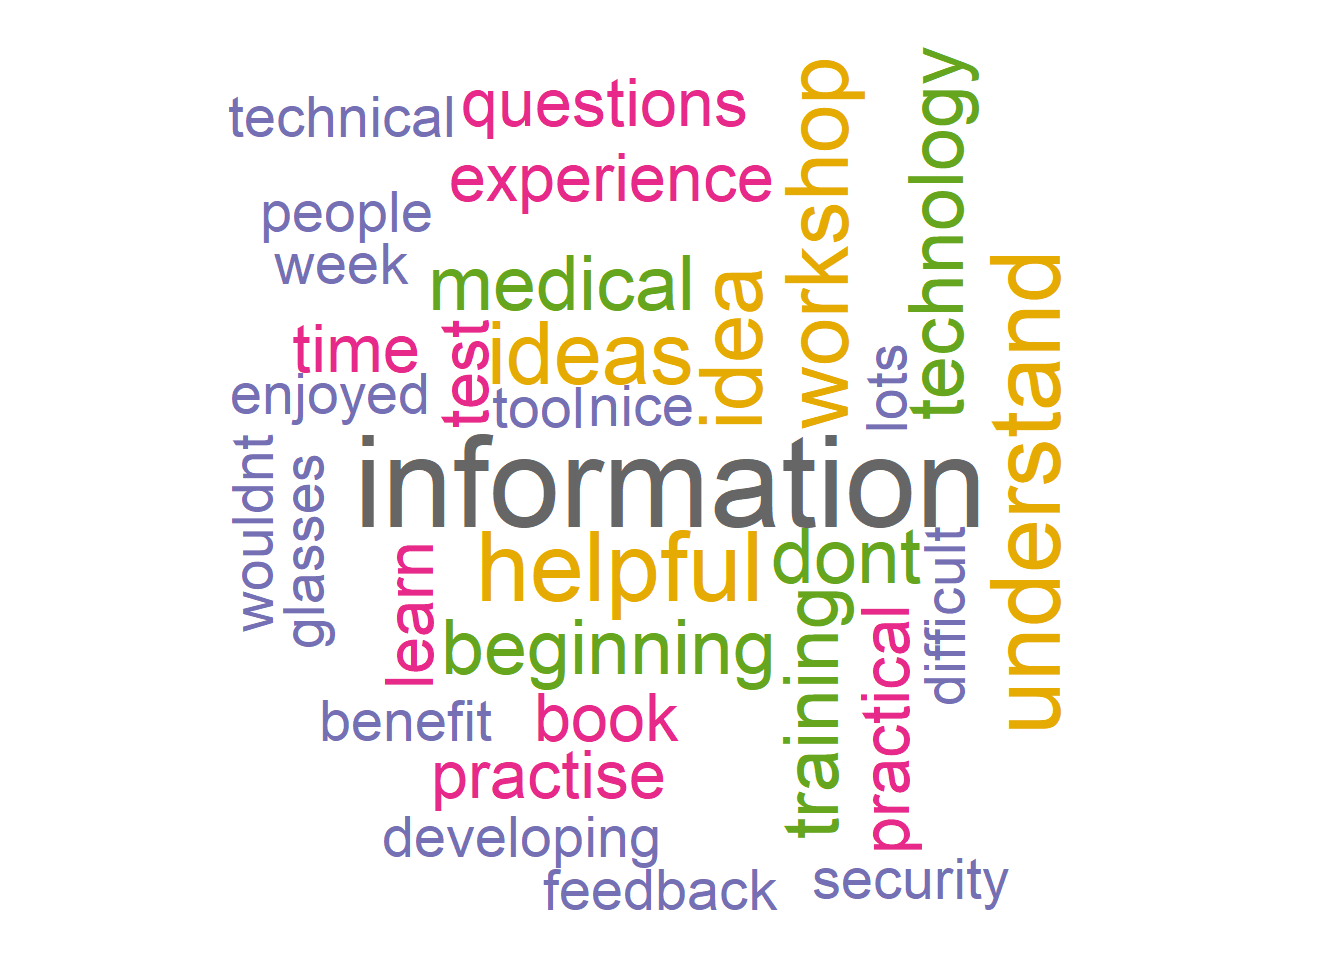 technical
questions
experience
people
week
medical
idea
workshop
technology
time
test
ideas
enjoyed
tool
nice
lots
understand
wouldnt
glasses
information
learn
helpful
dont
difficult
beginning
training
practical
benefit
book
practise
developing
feedback
security